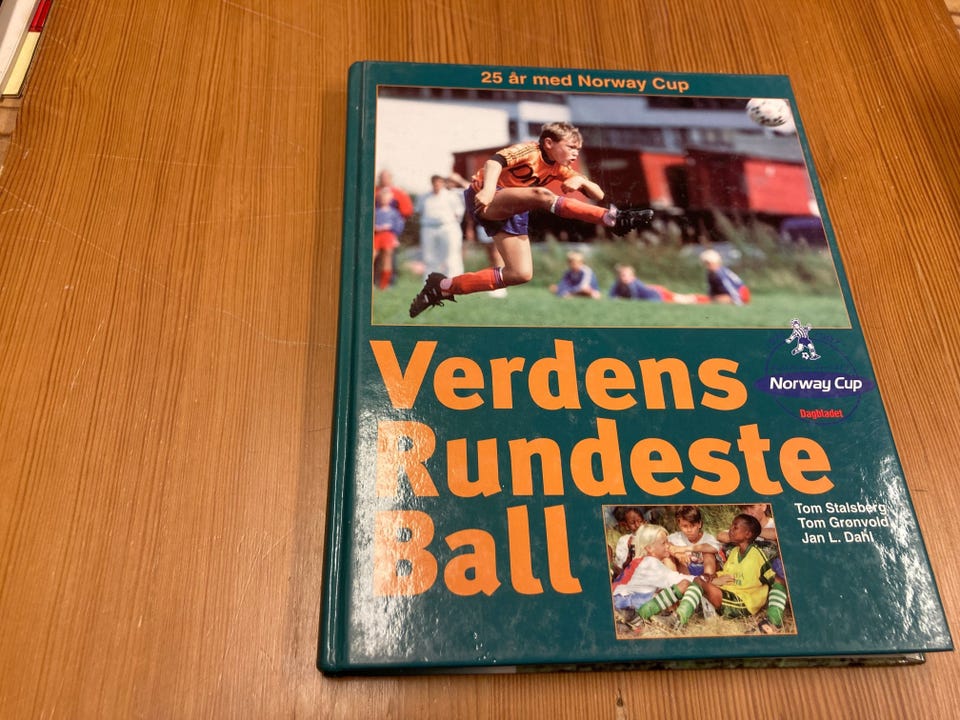 25 år med Norway Cup
Verdens
Rundeste
Ball
Norway Cup
Dagbladet
Tom Stalsberg
Tom Grønvold
Jan L. Dahl